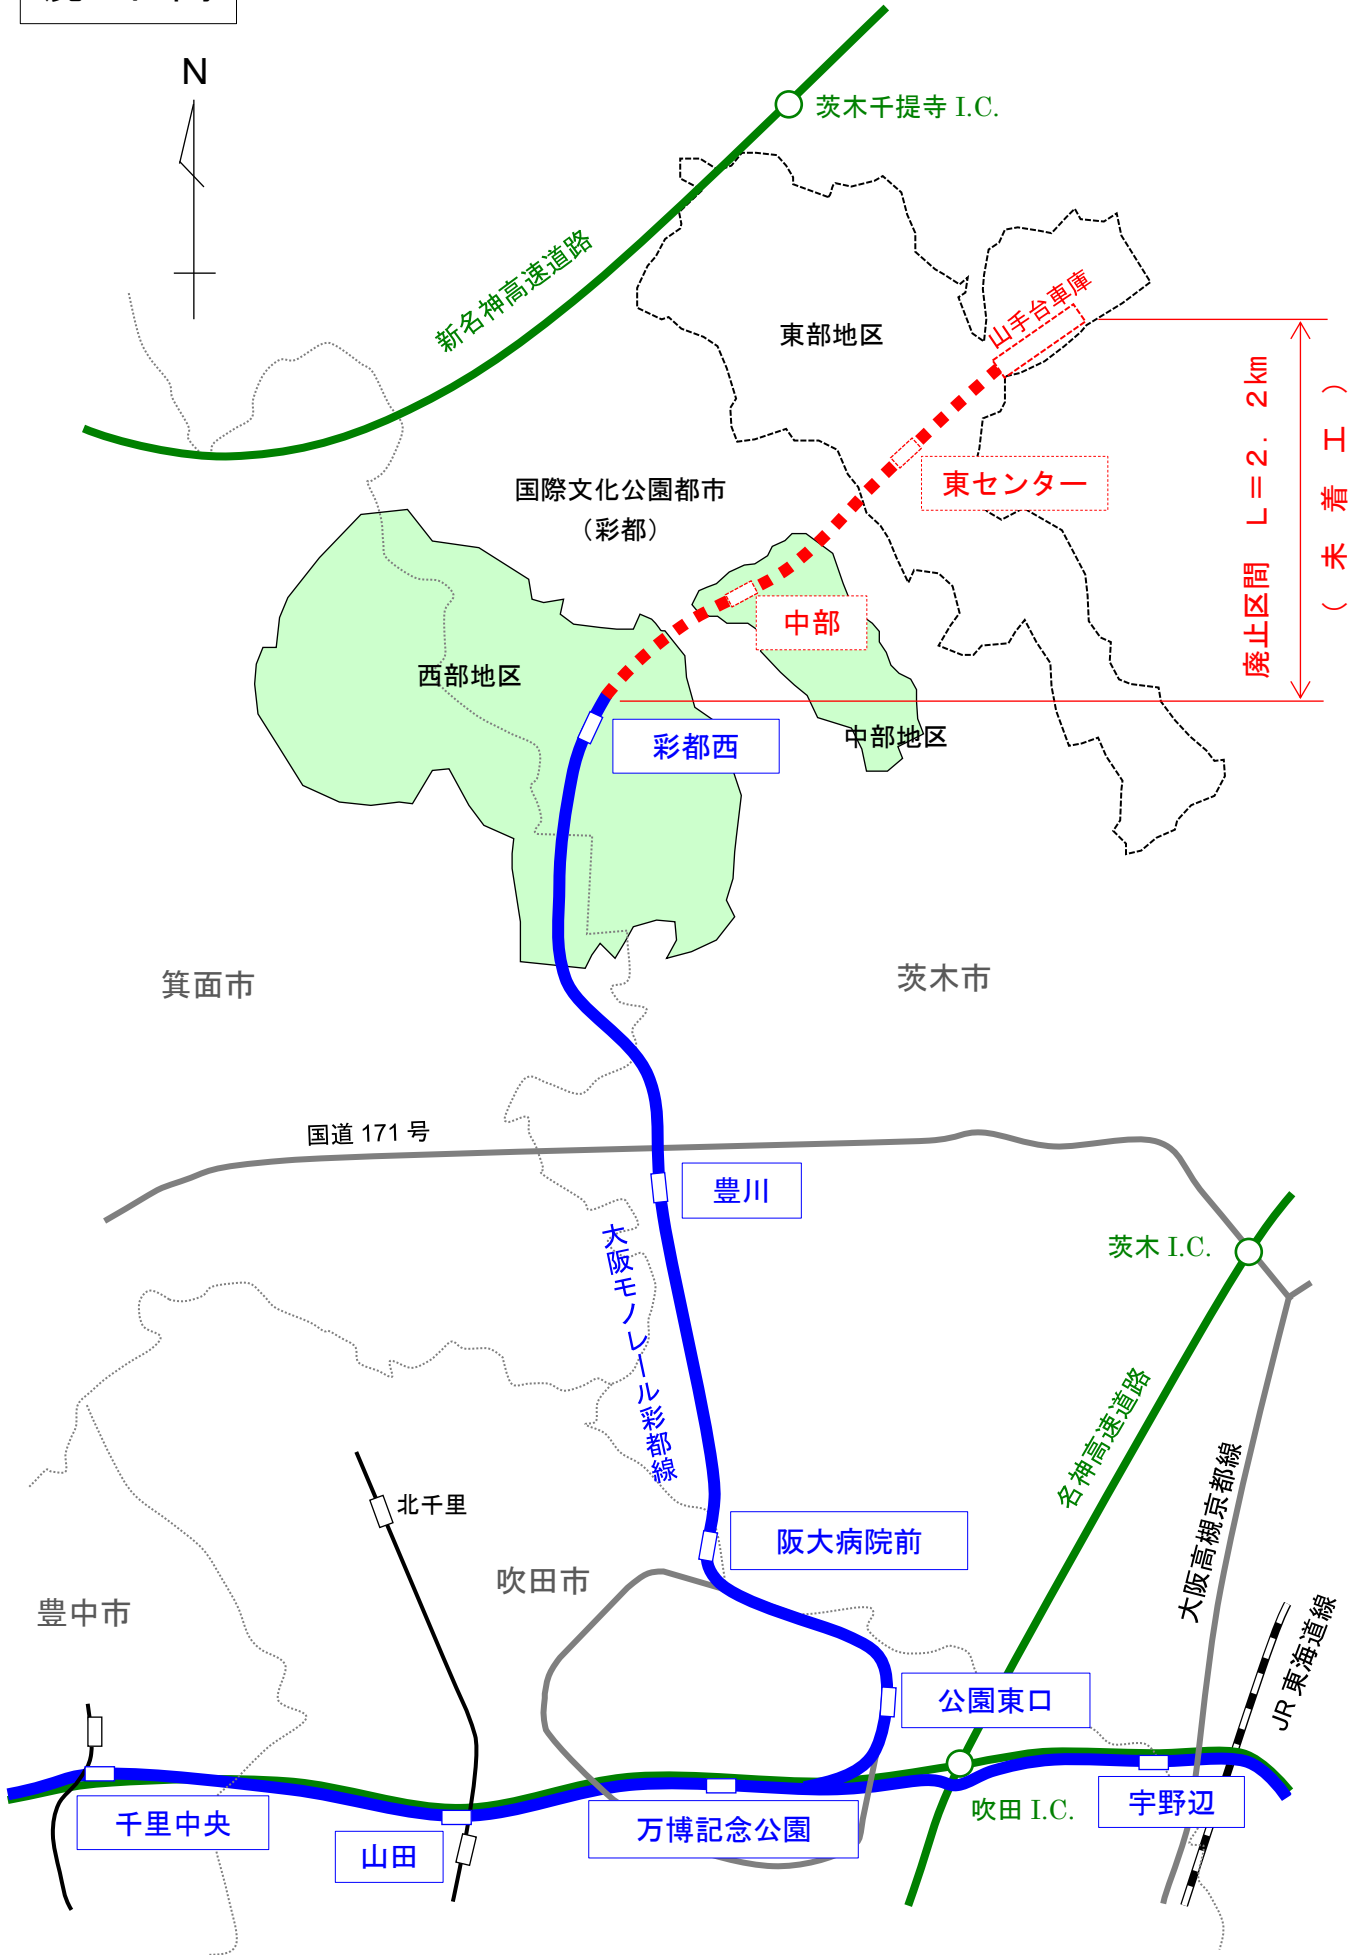 N
茨木千提寺 I.C.
新名神高速道路
山手台車庫
東部地区
廃止区間 L=2.2km
(未着工)
東センター
国際文化公園都市
(彩都)
中部
西部地区
彩都西
中部地区
箕面市
茨木市
国道 171 号
豊川
茨木 I.C.
大阪モノレール彩都線
名神高速道路
大阪高槻京都線
北千里
阪大病院前
吹田市
豊中市
JR 東海道線
公園東口
千里中央
山田
万博記念公園
吹田 I.C.
宇野辺